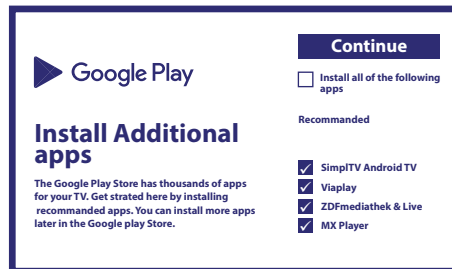 Google Play
Install Additional
apps
The Google Play Store has thousands of apps
for your TV. Get strated here by installing
recommanded apps. You can install more apps
later in the Google play Store.
Continue
Install all of the following
apps
Recommanded
SimplTV Android TV
Viaplay
ZDFmediathek & Live
MX Player